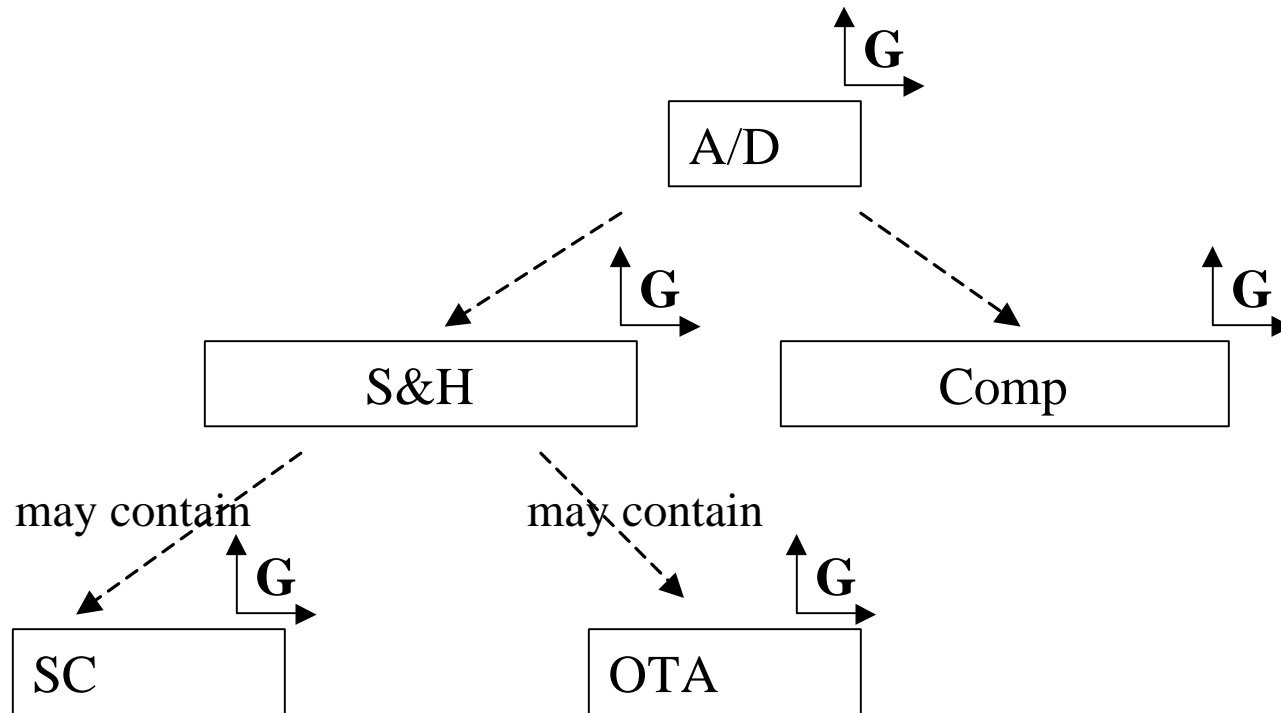 G
A/D
G
G
S&H
Comp
may contain
may contain
G
G
SC
OTA